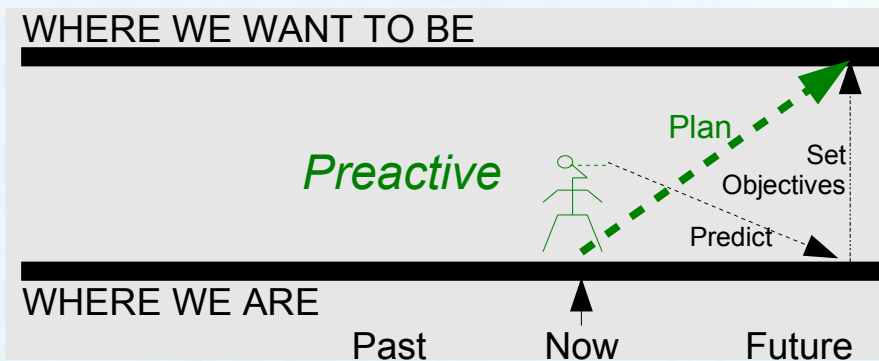 WHERE WE WANT TO BE
Plan
Preactive
Set
Objectives
Predict
WHERE WE ARE
Past Now Future